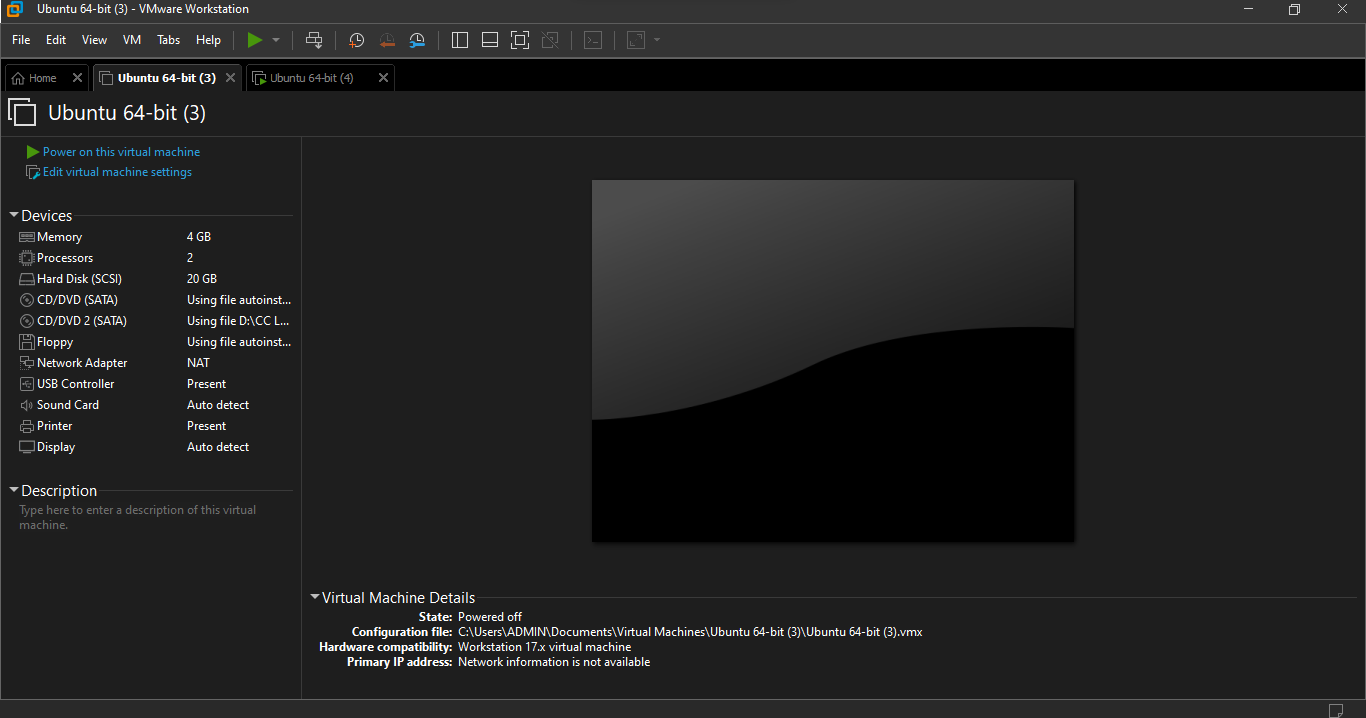 Ubuntu 64-bit (3) - VMware Workstation
File Edit View VM Tabs Help
Home Ubuntu 64-bit (3) Ubuntu 64-bit (4)
Ubuntu 64-bit (3)
Power on this virtual machine
Edit virtual machine settings
Devices
Memory 4 GB
Processors 2
Hard Disk (SCSI) 20 GB
CD/DVD (SATA) Using file autoinst...
CD/DVD 2 (SATA) Using file D:\CC L...
Floppy Using file autoinst...
Network Adapter NAT
USB Controller Present
Sound Card Auto detect
Printer Present
Display Auto detect
Description
Type here to enter a description of this virtual
machine.
Virtual Machine Details
State: Powered off
Configuration file: C:\Users\ADMIN\Documents\Virtual Machines\Ubuntu 64-bit (3)\Ubuntu 64-bit (3).vmx
Hardware compatibility: Workstation 17.x virtual machine
Primary IP address: Network information is not available